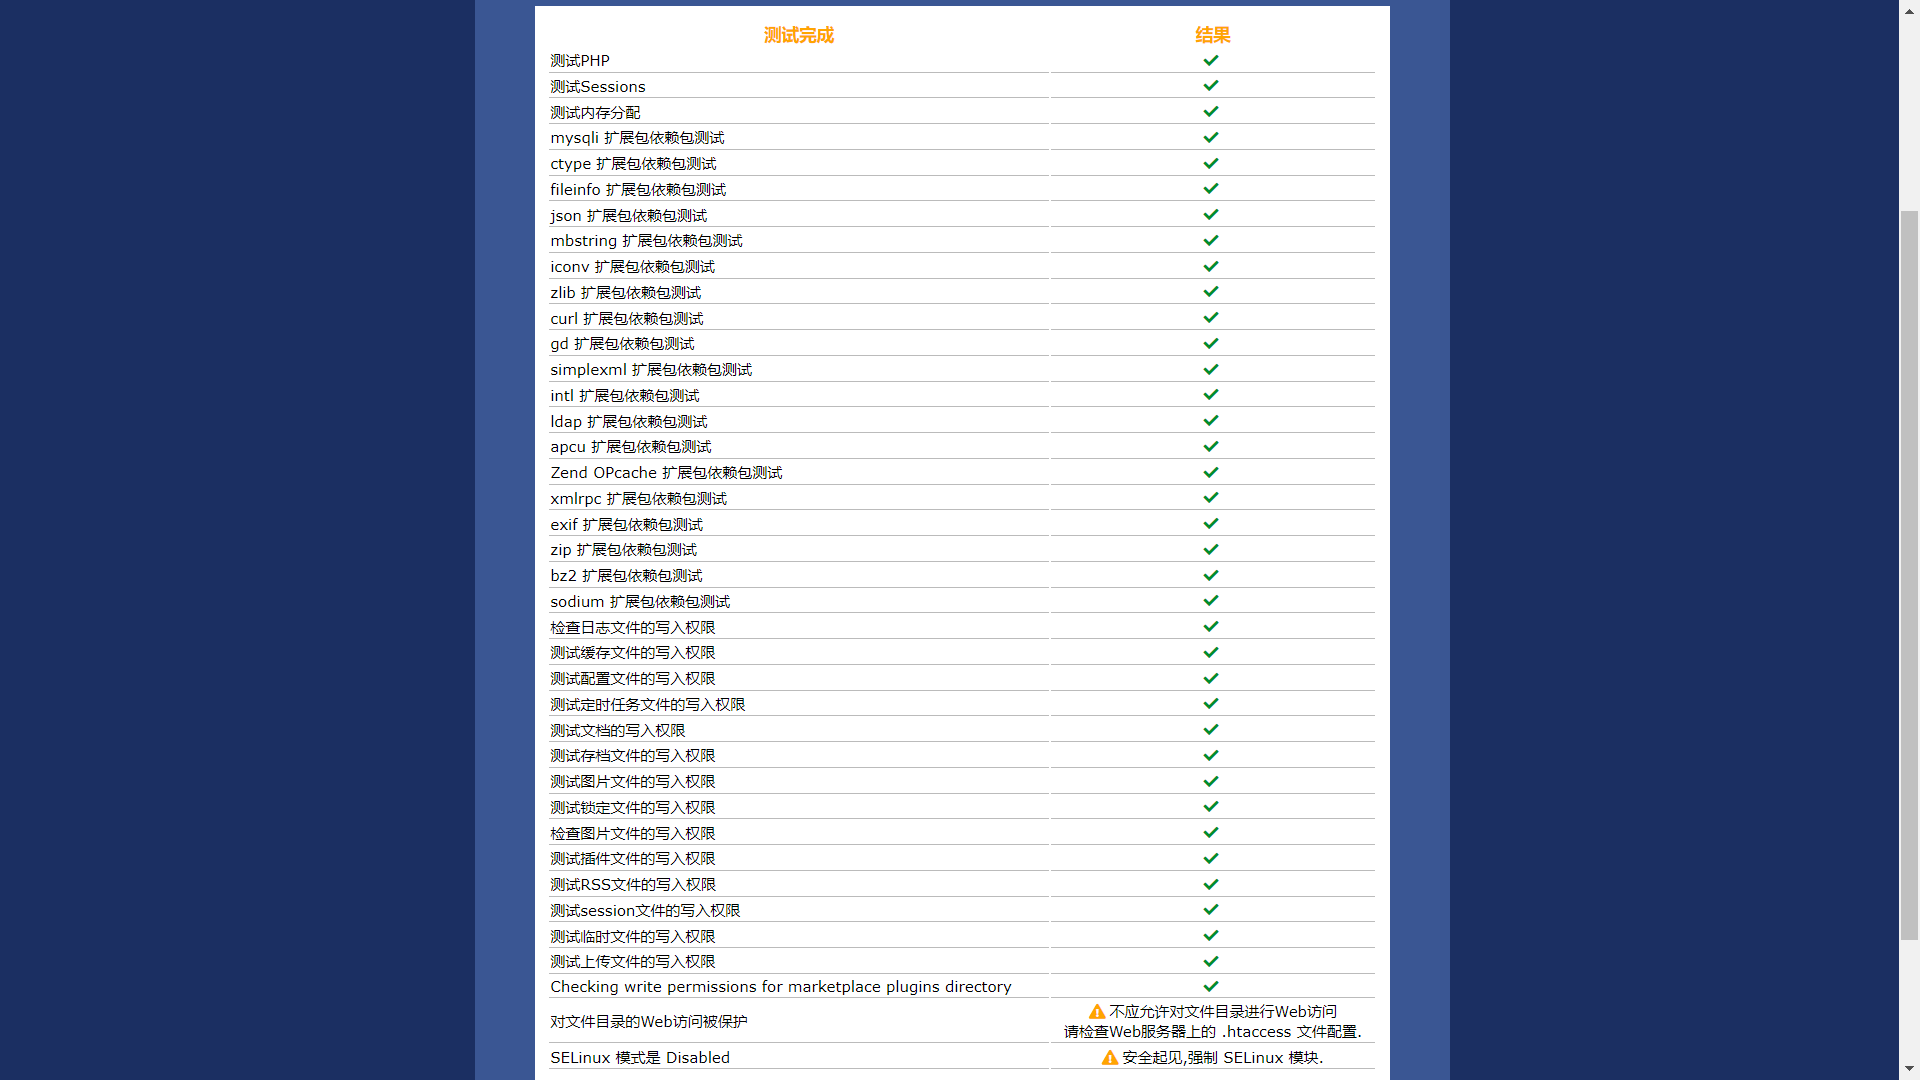 测试完成 结果
测试PHP
测试Sessions
测试内存分配
mysqli 扩展包依赖包测试
ctype 扩展包依赖包测试
fileinfo 扩展包依赖包测试
json 扩展包依赖包测试
mbstring 扩展包依赖包测试
iconv 扩展包依赖包测试
zlib 扩展包依赖包测试
curl 扩展包依赖包测试
gd 扩展包依赖包测试
simplexml 扩展包依赖包测试
intl 扩展包依赖包测试
ldap 扩展包依赖包测试
apcu 扩展包依赖包测试
Zend OPcache 扩展包依赖包测试
xmlrpc 扩展包依赖包测试
exif 扩展包依赖包测试
zip 扩展包依赖包测试
bz2 扩展包依赖包测试
sodium 扩展包依赖包测试
检查日志文件的写入权限
测试缓存文件的写入权限
测试配置文件的写入权限
测试定时任务文件的写入权限
测试文档的写入权限
测试存档文件的写入权限
测试图片文件的写入权限
测试锁定文件的写入权限
检查图片文件的写入权限
测试插件文件的写入权限
测试RSS文件的写入权限
测试session文件的写入权限
测试临时文件的写入权限
测试上传文件的写入权限
Checking write permissions for marketplace plugins directory
对文件目录的Web访问被保护
不应允许对文件目录进行Web访问
请检查Web服务器上的 .htaccess 文件配置.
SELinux 模式是 Disabled
安全起见,强制 SELinux 模块.